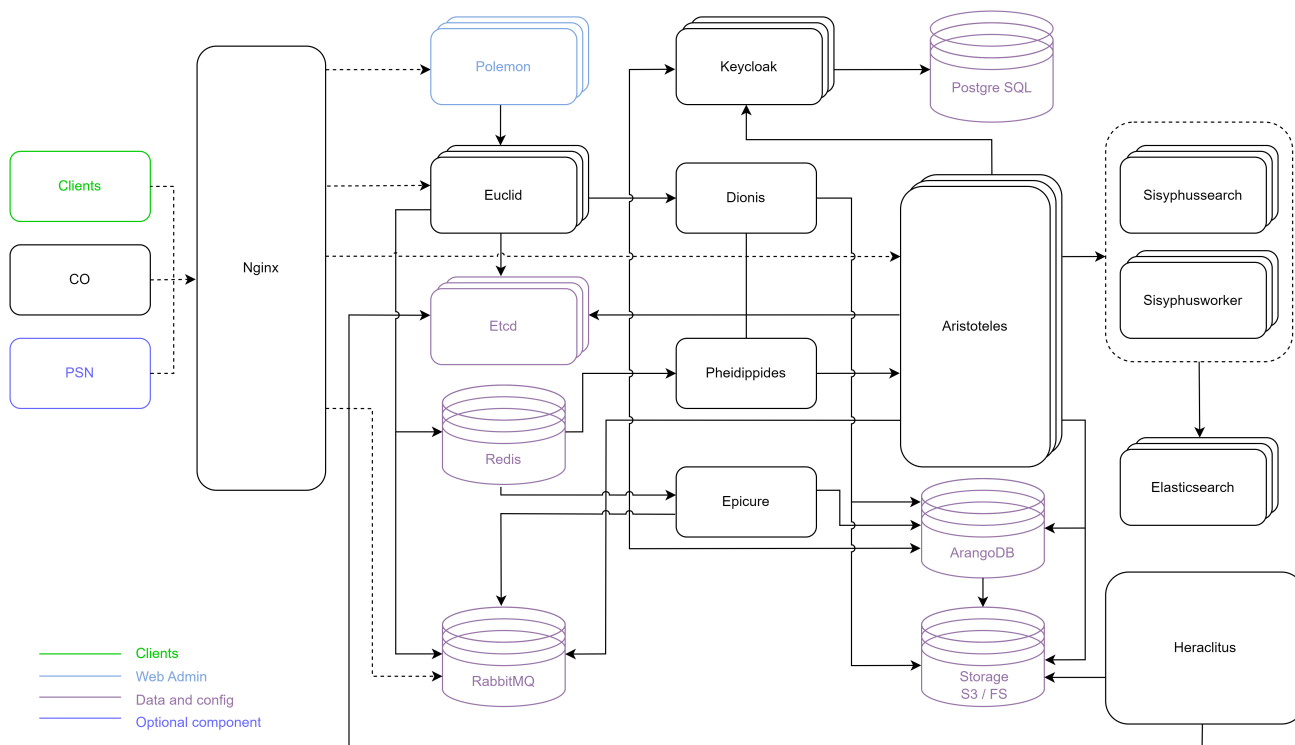 Polemon
Keycloak
Postgre SQL
Clients
Euclid
Dionis
Sisyphussearch
Nginx
CO
Sisyphusworker
Etcd
Aristoteles
PSN
Pheidippides
Redis
Elasticsearch
Epicure
ArangoDB
Heraclitus
RabbitMQ
Storage
S3 / FS
Clients
Web Admin
Data and config
Optional component